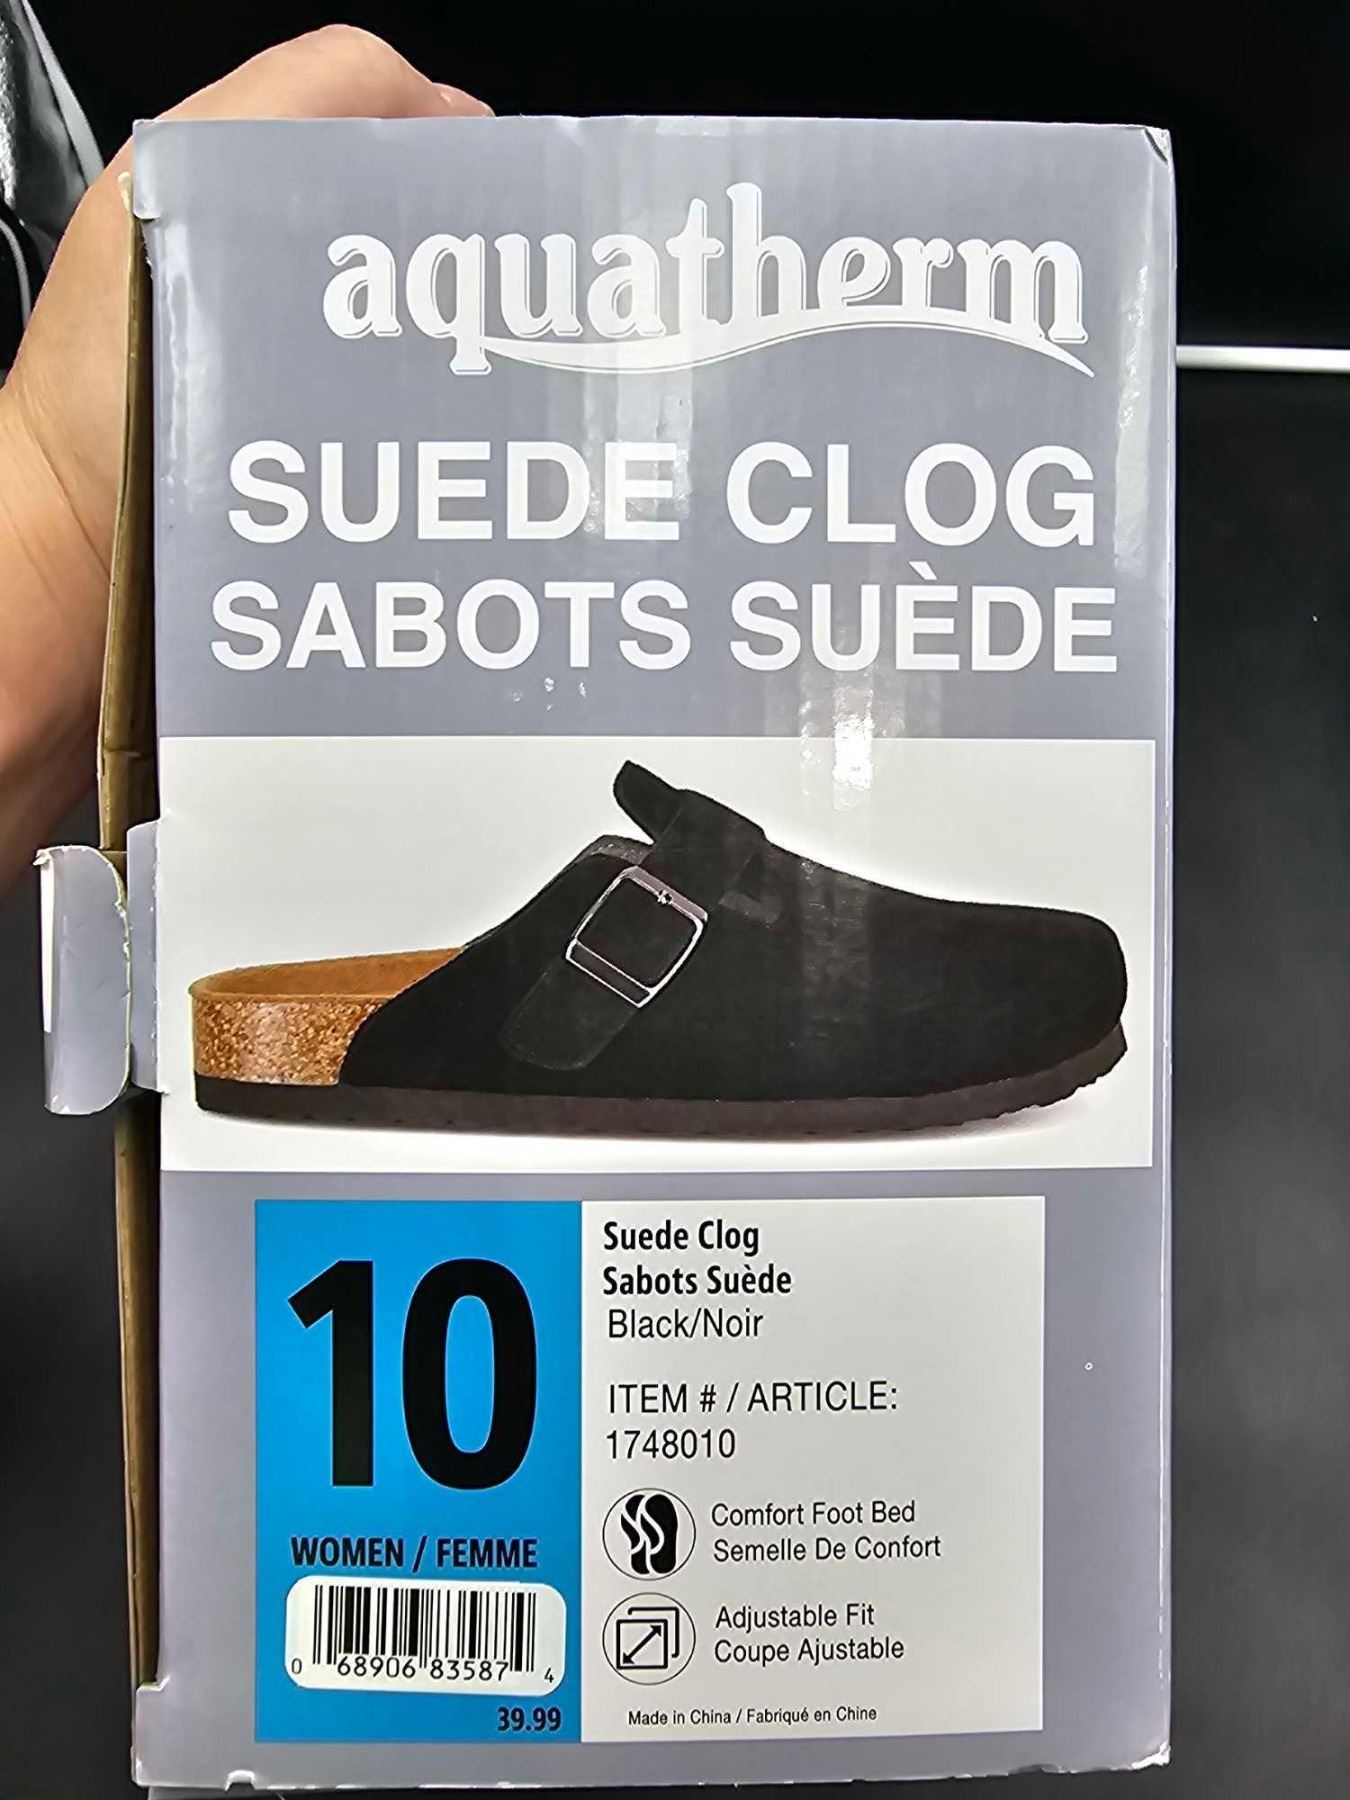 aquatherm
SUEDE CLOG
SABOTS SUÈDE
10
WOMEN / FEMME
0 68906 83587 4
39.99
Suede Clog
Sabots Suède
Black/Noir
ITEM # / ARTICLE:
1748010
Comfort Foot Bed
Semelle De Confort
Adjustable Fit
Coupe Ajustable
Made in China / Fabriqué en Chine